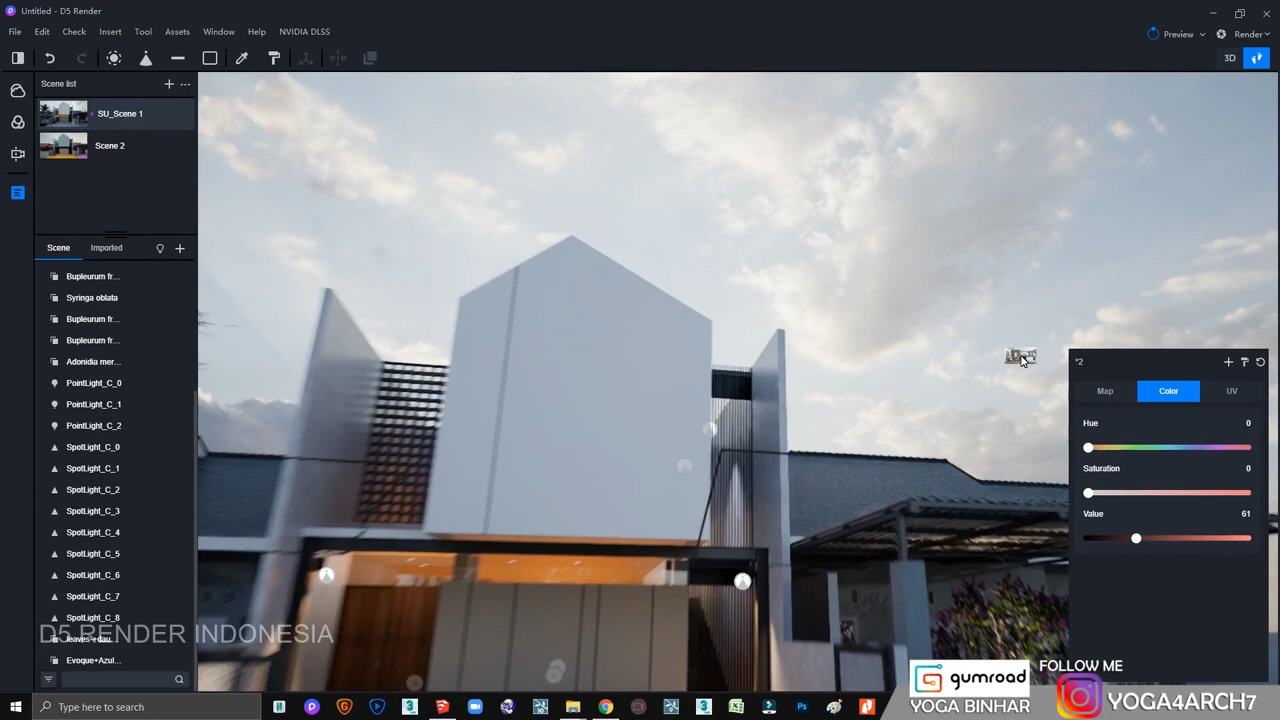 Untitled - D5 Render
File Edit Check Insert Tool Assets Window Help NVIDIA DLSS
Preview Render
3D
Scene list
SU_Scene 1
Scene 2
Scene Imported
Bupleurum fr...
Syringa oblata
Bupleurum fr...
Bupleurum fr...
Adonidia mer...
PointLight_C_0
PointLight_C_1
PointLight_C_2
SpotLight_C_0
SpotLight_C_1
SpotLight_C_2
SpotLight_C_3
SpotLight_C_4
SpotLight_C_5
SpotLight_C_6
SpotLight_C_7
SpotLight_C_8
Evoque+Azul...
*2
Map Color UV
Hue 0
Saturation 0
Value 61
D5 RENDER INDONESIA
gumroad
YOGA BINHAR
FOLLOW ME
YOGA4ARCH7
Type here to search